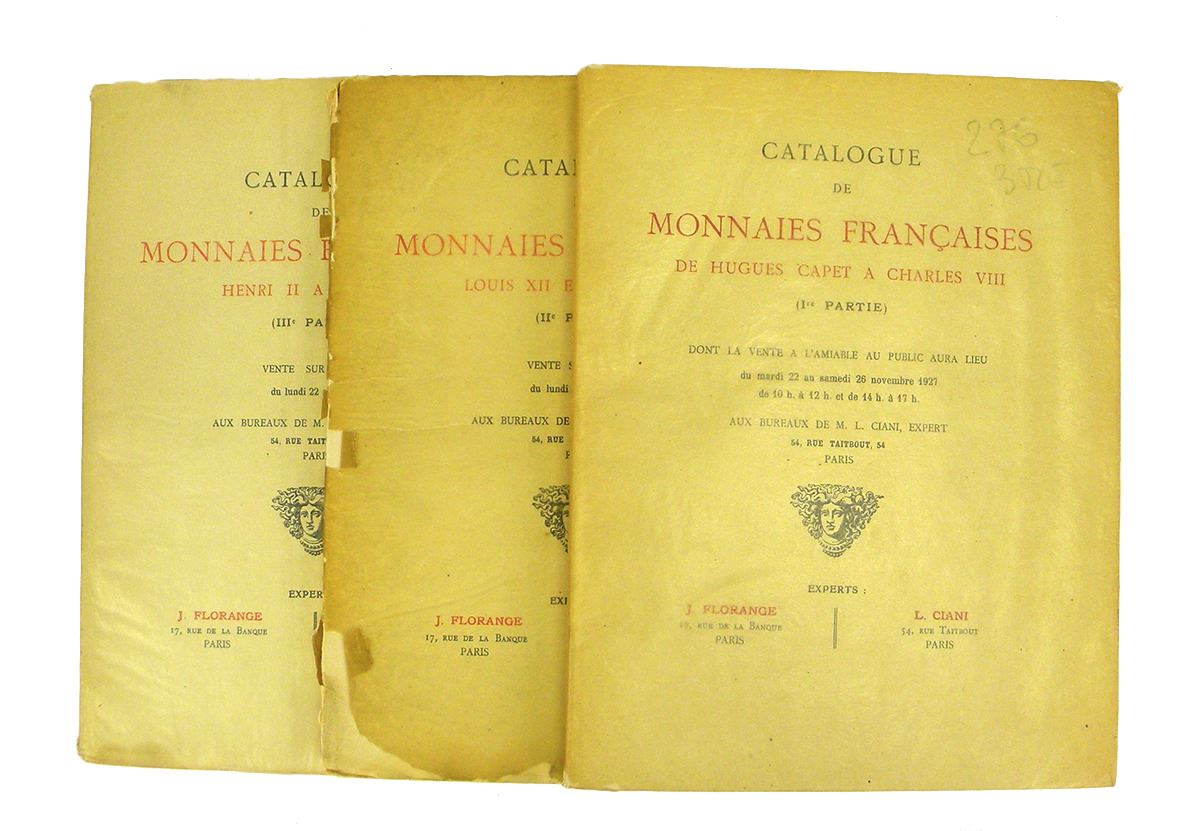 CATALOGUE
DE
MONNAIES FRANÇAISES
DE HUGUES CAPET A CHARLES VIII
(Ire PARTIE)
DONT LA VENTE A L'AMIABLE AU PUBLIC AURA LIEU
du mardi 22 au samedi 26 novembre 1927
de 10 h. à 12 h. et de 14 h. à 17 h.
AUX BUREAUX DE M. L. CIANI, EXPERT
54, RUE TAITBOUT, 54
PARIS
EXPERTS :
J. FLORANGE
17, RUE DE LA BANQUE
PARIS
L. CIANI
54, RUE TAITBOUT
PARIS
276
CATA
MONNAIES
LOUIS XII E
(IIe P
VENTE S
du lundi
AUX BUREAUX DE
54, RUE
P
EX
J. FLORANGE
17, RUE DE LA BANQUE
PARIS
CATALO
DE
MONNAIES F
HENRI II A
(IIIe PA
VENTE SUR
du lundi 22
AUX BUREAUX DE M.
54, RUE TAIT
PARI
EXPER
J. FLORANGE
17, RUE DE LA BANQUE
PARIS